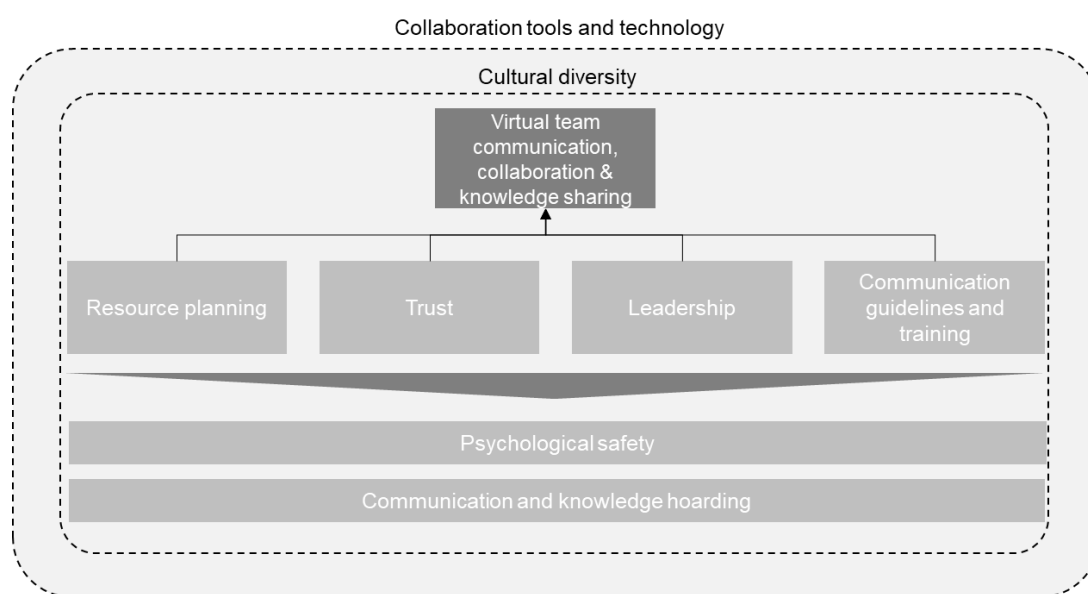 Collaboration tools and technology
Cultural diversity
Virtual team
communication,
collaboration &
knowledge sharing
Resource planning
Trust
Leadership
Communication
guidelines and
training
Psychological safety
Communication and knowledge hoarding